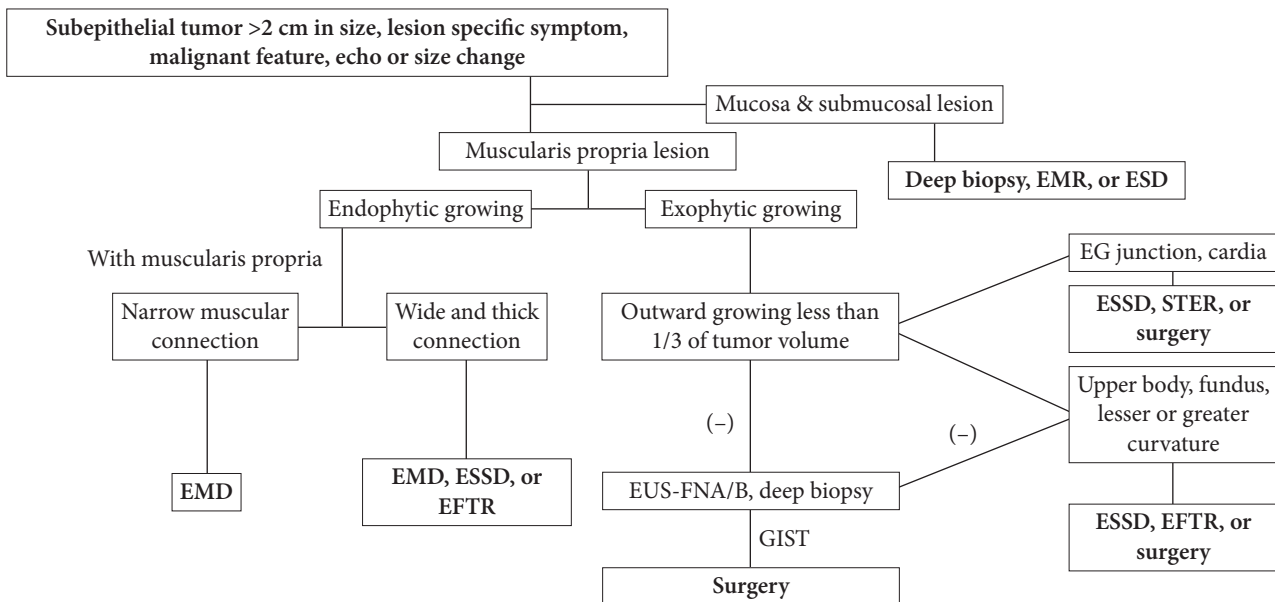 Subepithelial tumor >2 cm in size, lesion specific symptom,
malignant feature, echo or size change
Mucosa & submucosal lesion
Muscularis propria lesion
Deep biopsy, EMR, or ESD
Endophytic growing
Exophytic growing
With muscularis propria
EG junction, cardia
Narrow muscular
connection
Wide and thick
connection
Outward growing less than
1/3 of tumor volume
ESSD, STER, or
surgery
Upper body, fundus,
lesser or greater
curvature
(–)
(–)
EMD
EMD, ESSD, or
EFTR
EUS-FNA/B, deep biopsy
ESSD, EFTR, or
surgery
GIST
Surgery